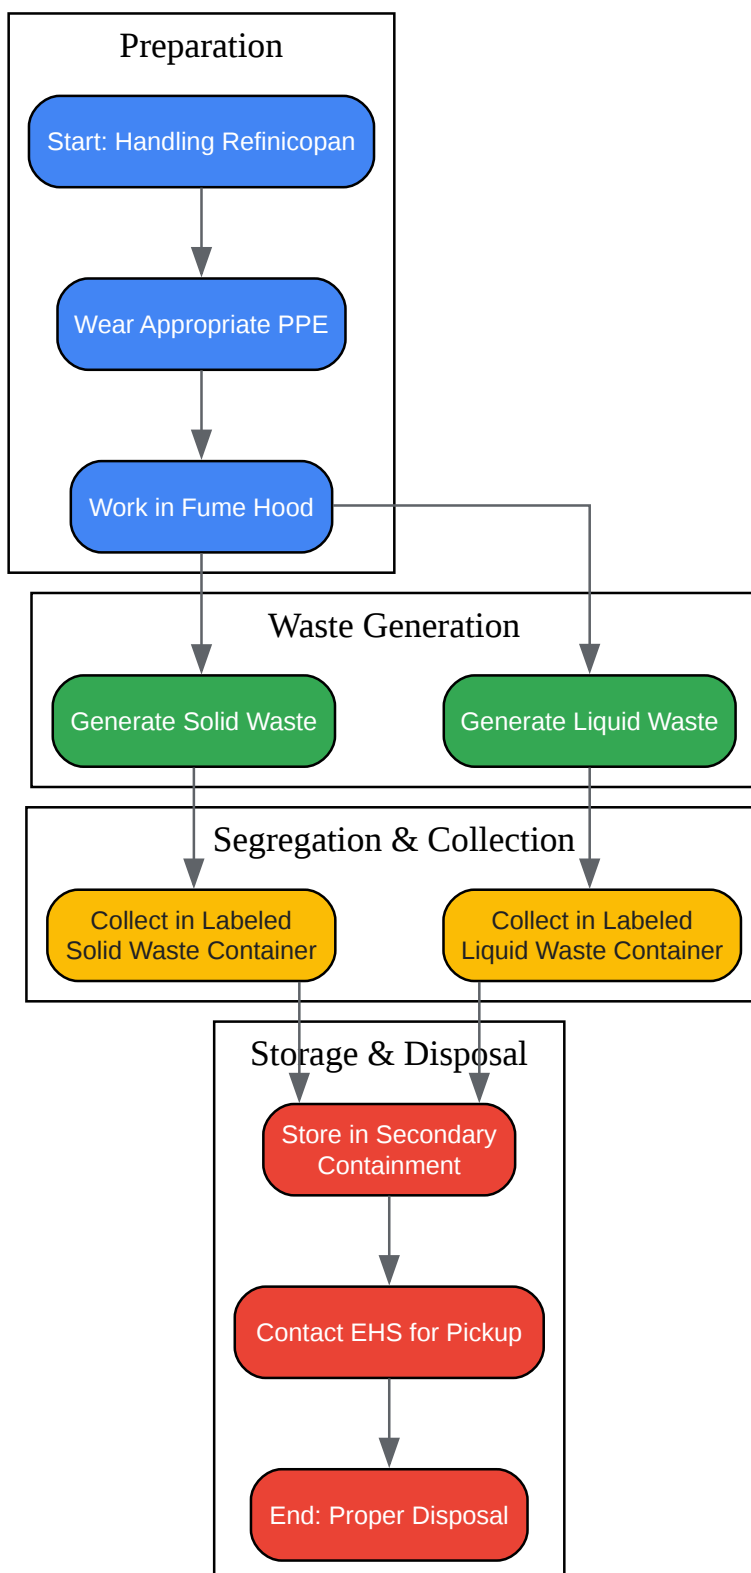 Preparation
Start: Handling Refinicopan
Wear Appropriate PPE
Work in Fume Hood
Waste Generation
Generate Solid Waste
Generate Liquid Waste
Segregation & Collection
Collect in Labeled
Solid Waste Container
Collect in Labeled
Liquid Waste Container
Storage & Disposal
Store in Secondary
Containment
Contact EHS for Pickup
End: Proper Disposal